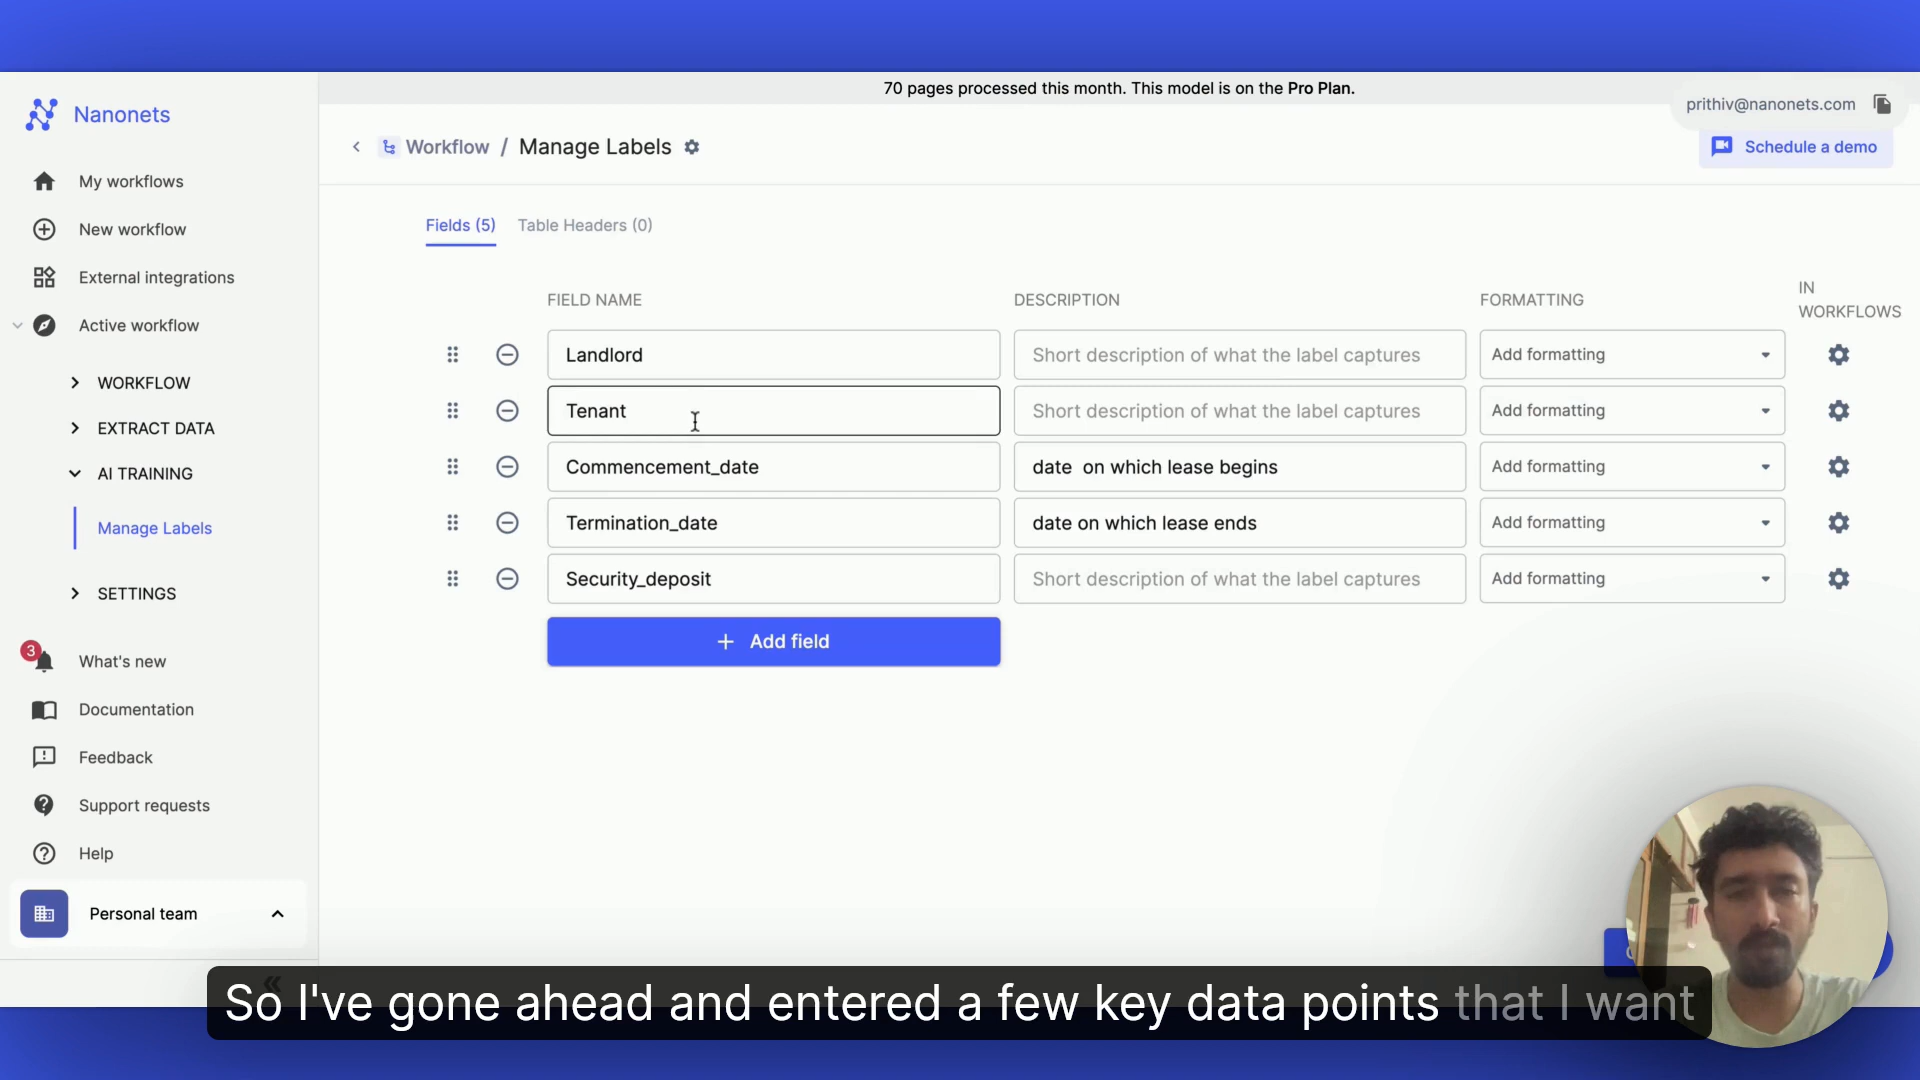 70 pages processed this month. This model is on the Pro Plan.
Nanonets
prithiv@nanonets.com
Workflow / Manage Labels
Schedule a demo
My workflows
New workflow
External integrations
Active workflow
WORKFLOW
EXTRACT DATA
AI TRAINING
Manage Labels
SETTINGS
3
What's new
Documentation
Feedback
Support requests
Help
Personal team
Fields (5) Table Headers (0)
FIELD NAME DESCRIPTION FORMATTING IN
WORKFLOWS
Landlord Short description of what the label captures Add formatting
Tenant Short description of what the label captures Add formatting
Commencement_date date  on which lease begins Add formatting
Termination_date date on which lease ends Add formatting
Security_deposit Short description of what the label captures Add formatting
+ Add field
So I've gone ahead and entered a few key data points that I want